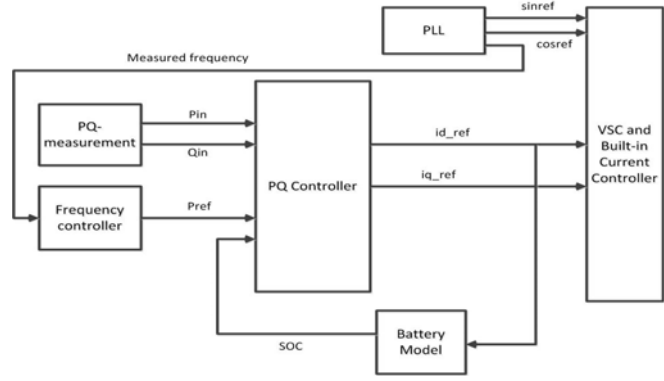 sinref
PLL
cosref
Measured frequency
PQ-
measurement
Pin
Qin
PQ Controller
id_ref
iq_ref
VSC and
Built-in
Current
Controller
Frequency
controller
Pref
SOC
Battery
Model